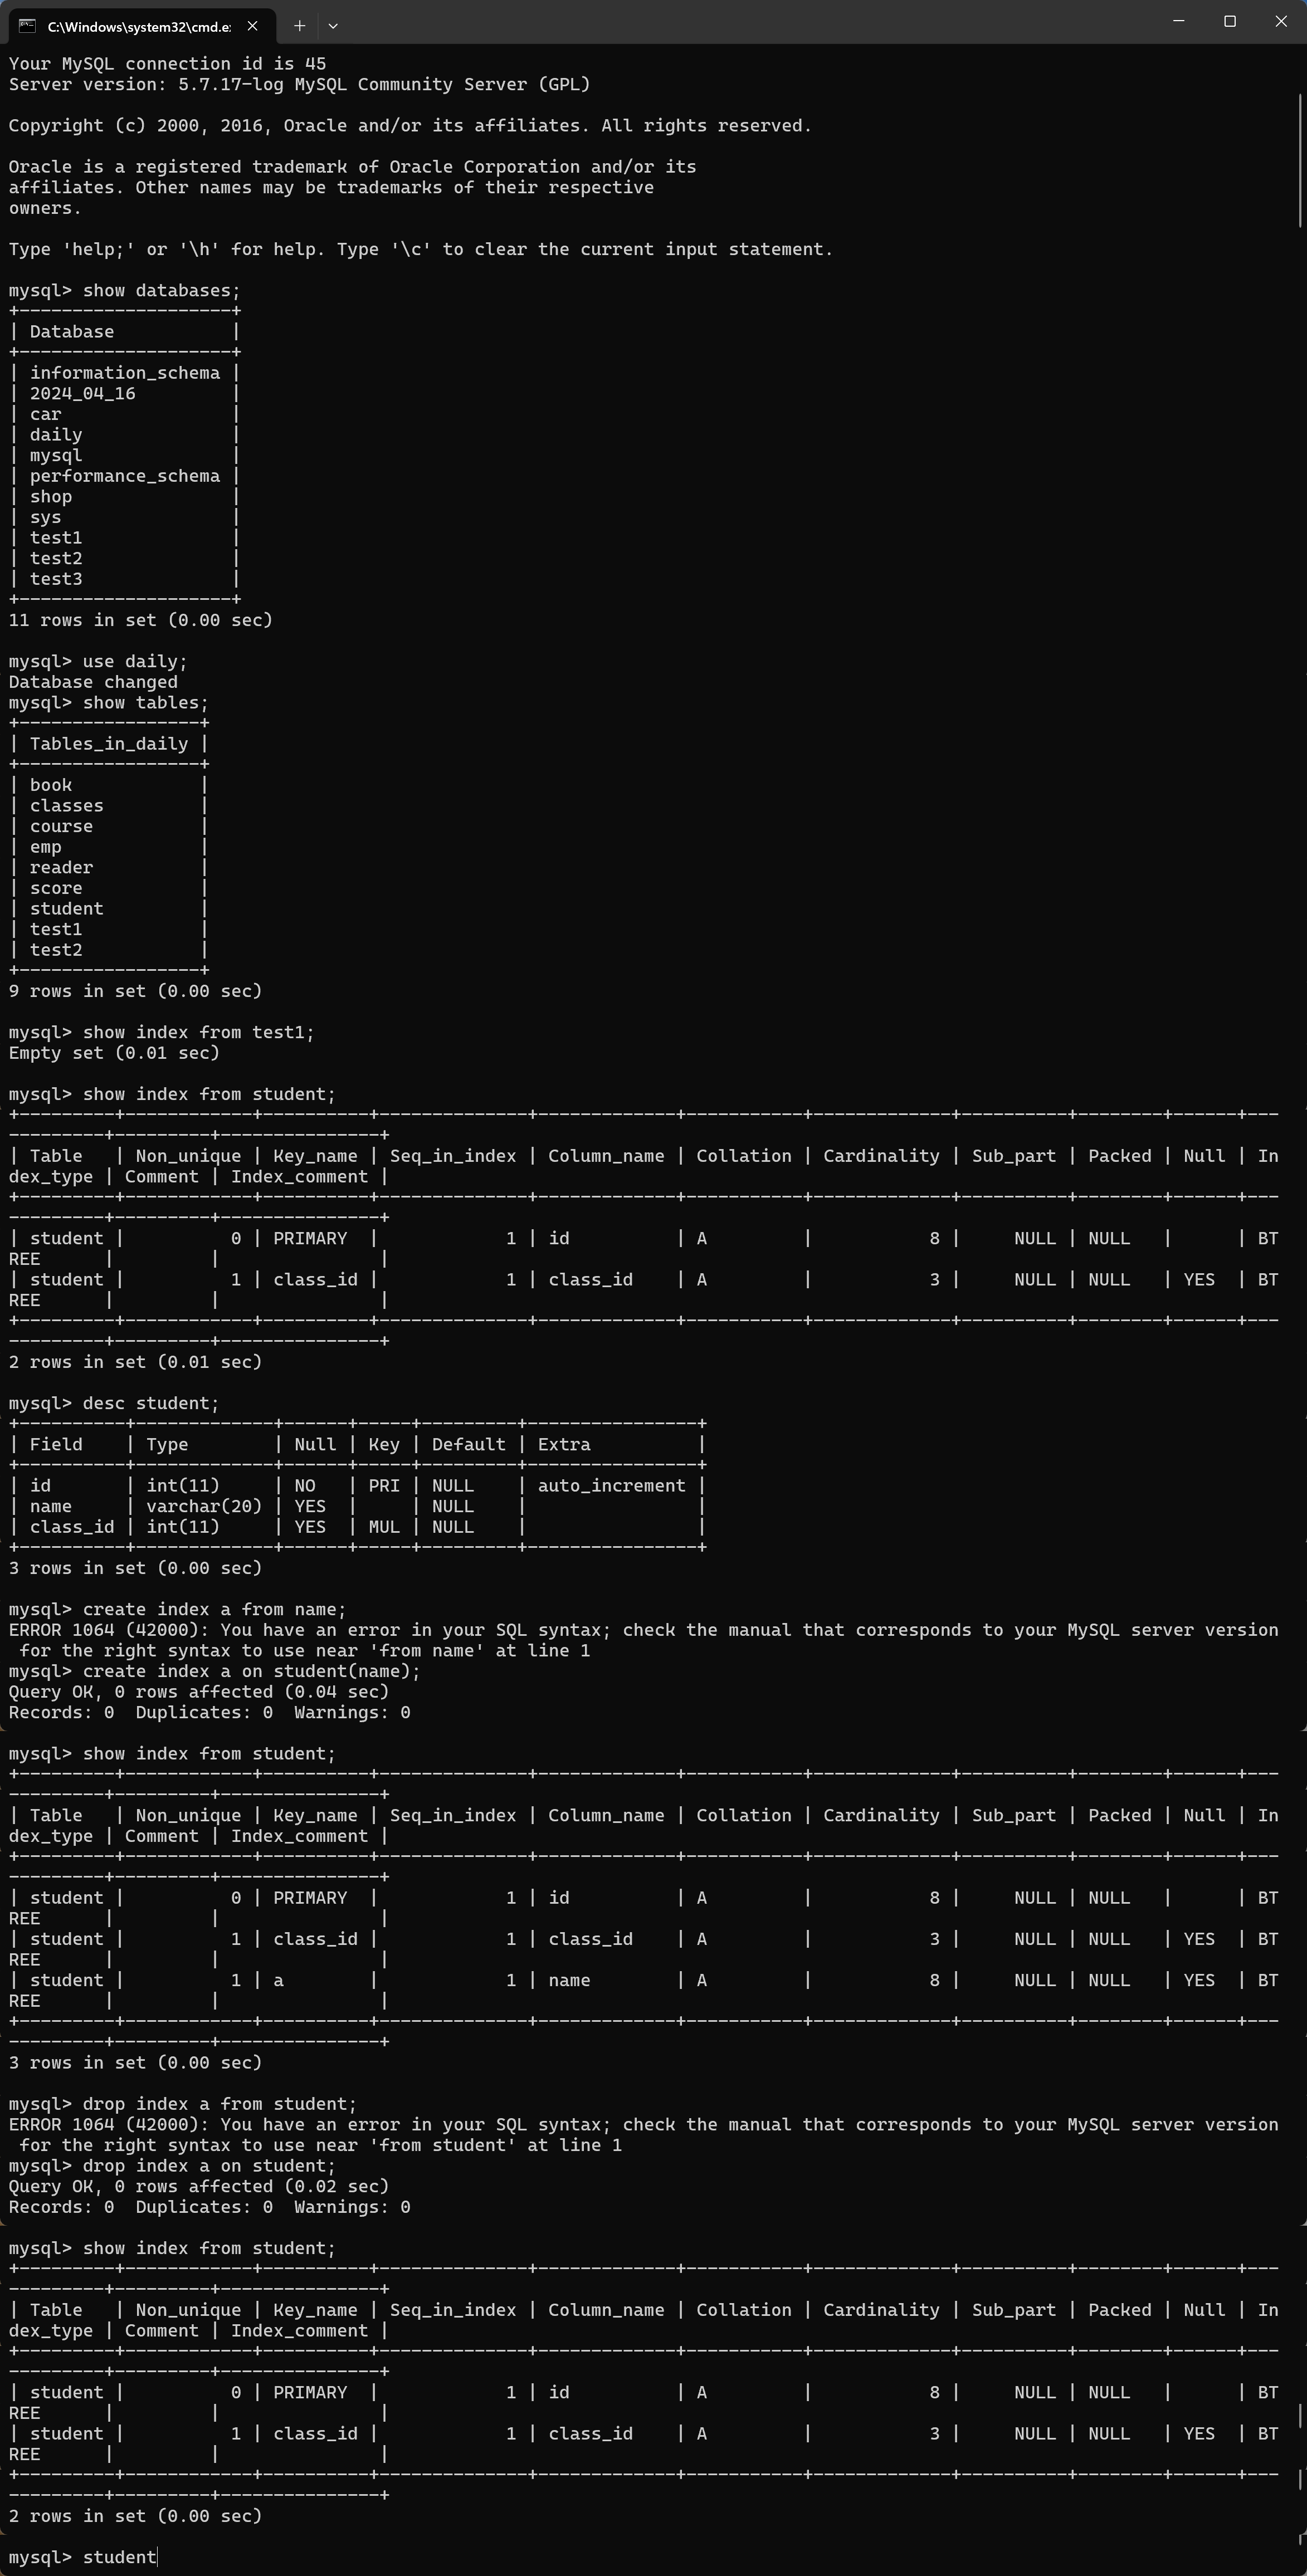 C:\Windows\system32\cmd.e
Your MySQL connection id is 45
Server version: 5.7.17-log MySQL Community Server (GPL)

Copyright (c) 2000, 2016, Oracle and/or its affiliates. All rights reserved.

Oracle is a registered trademark of Oracle Corporation and/or its
affiliates. Other names may be trademarks of their respective
owners.

Type 'help;' or '\h' for help. Type '\c' to clear the current input statement.

mysql> show databases;
+--------------------+
| Database           |
+--------------------+
| information_schema |
| 2024_04_16         |
| car                |
| daily              |
| mysql              |
| performance_schema |
| shop               |
| sys                |
| test1              |
| test2              |
| test3              |
+--------------------+
11 rows in set (0.00 sec)

mysql> use daily;
Database changed
mysql> show tables;
+-----------------+
| Tables_in_daily |
+-----------------+
| book            |
| classes         |
| course          |
| emp             |
| reader          |
| score           |
| student         |
| test1           |
| test2           |
+-----------------+
9 rows in set (0.00 sec)

mysql> show index from test1;
Empty set (0.01 sec)

mysql> show index from student;
+---------+------------+----------+--------------+-------------+-----------+-------------+----------+--------+------+---
---------+---------+---------------+
| Table   | Non_unique | Key_name | Seq_in_index | Column_name | Collation | Cardinality | Sub_part | Packed | Null | In
dex_type | Comment | Index_comment |
+---------+------------+----------+--------------+-------------+-----------+-------------+----------+--------+------+---
---------+---------+---------------+
| student |          0 | PRIMARY  |            1 | id          | A         |           8 |     NULL | NULL   |      | BT
REE      |         |               |
| student |          1 | class_id |            1 | class_id    | A         |           3 |     NULL | NULL   | YES  | BT
REE      |         |               |
+---------+------------+----------+--------------+-------------+-----------+-------------+----------+--------+------+---
---------+---------+---------------+
2 rows in set (0.01 sec)

mysql> desc student;
+----------+-------------+------+-----+---------+----------------+
| Field    | Type        | Null | Key | Default | Extra          |
+----------+-------------+------+-----+---------+----------------+
| id       | int(11)     | NO   | PRI | NULL    | auto_increment |
| name     | varchar(20) | YES  |     | NULL    |                |
| class_id | int(11)     | YES  | MUL | NULL    |                |
+----------+-------------+------+-----+---------+----------------+
3 rows in set (0.00 sec)

mysql> create index a from name;
ERROR 1064 (42000): You have an error in your SQL syntax; check the manual that corresponds to your MySQL server version
 for the right syntax to use near 'from name' at line 1
mysql> create index a on student(name);
Query OK, 0 rows affected (0.04 sec)
Records: 0  Duplicates: 0  Warnings: 0

mysql> show index from student;
+---------+------------+----------+--------------+-------------+-----------+-------------+----------+--------+------+---
---------+---------+---------------+
| Table   | Non_unique | Key_name | Seq_in_index | Column_name | Collation | Cardinality | Sub_part | Packed | Null | In
dex_type | Comment | Index_comment |
+---------+------------+----------+--------------+-------------+-----------+-------------+----------+--------+------+---
---------+---------+---------------+
| student |          0 | PRIMARY  |            1 | id          | A         |           8 |     NULL | NULL   |      | BT
REE      |         |               |
| student |          1 | class_id |            1 | class_id    | A         |           3 |     NULL | NULL   | YES  | BT
REE      |         |               |
| student |          1 | a        |            1 | name        | A         |           8 |     NULL | NULL   | YES  | BT
REE      |         |               |
+---------+------------+----------+--------------+-------------+-----------+-------------+----------+--------+------+---
---------+---------+---------------+
3 rows in set (0.00 sec)

mysql> drop index a from student;
ERROR 1064 (42000): You have an error in your SQL syntax; check the manual that corresponds to your MySQL server version
 for the right syntax to use near 'from student' at line 1
mysql> drop index a on student;
Query OK, 0 rows affected (0.02 sec)
Records: 0  Duplicates: 0  Warnings: 0

mysql> show index from student;
+---------+------------+----------+--------------+-------------+-----------+-------------+----------+--------+------+---
---------+---------+---------------+
| Table   | Non_unique | Key_name | Seq_in_index | Column_name | Collation | Cardinality | Sub_part | Packed | Null | In
dex_type | Comment | Index_comment |
+---------+------------+----------+--------------+-------------+-----------+-------------+----------+--------+------+---
---------+---------+---------------+
| student |          0 | PRIMARY  |            1 | id          | A         |           8 |     NULL | NULL   |      | BT
REE      |         |               |
| student |          1 | class_id |            1 | class_id    | A         |           3 |     NULL | NULL   | YES  | BT
REE      |         |               |
+---------+------------+----------+--------------+-------------+-----------+-------------+----------+--------+------+---
---------+---------+---------------+
2 rows in set (0.00 sec)

mysql> student